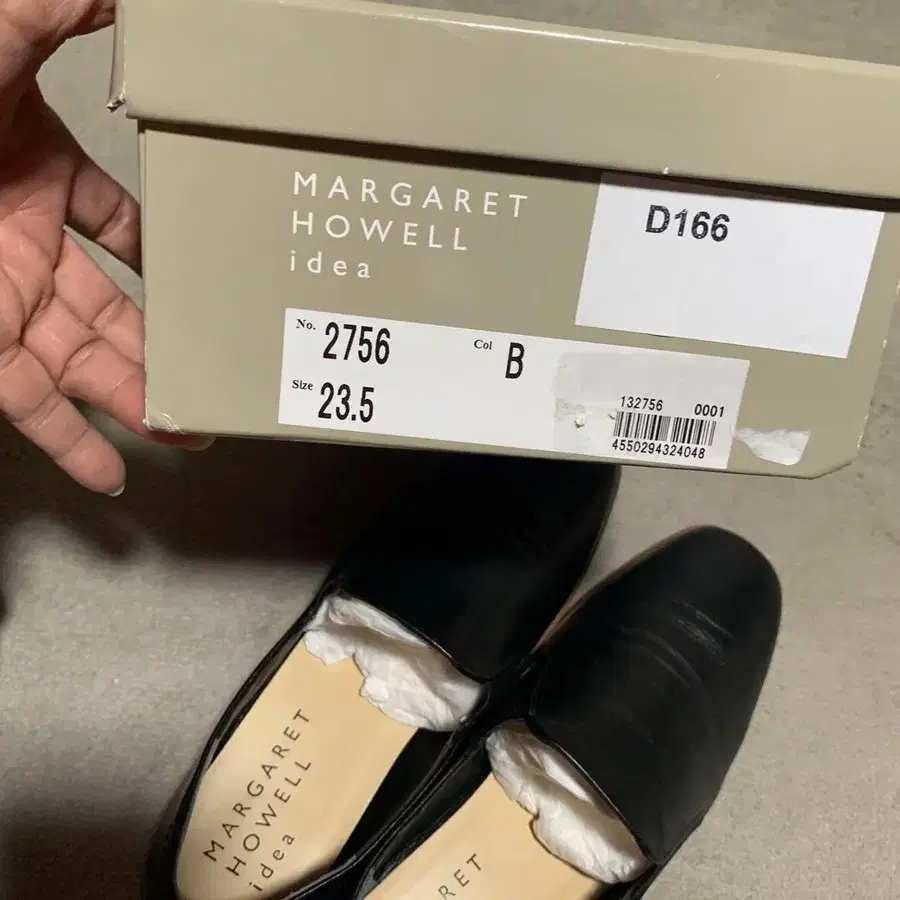 MARGARET
HOWELL
idea
D166
No. 2756 Col B
Size 23.5
132756 0001
4550294324048
MARGARET
HOWELL
idea
RET